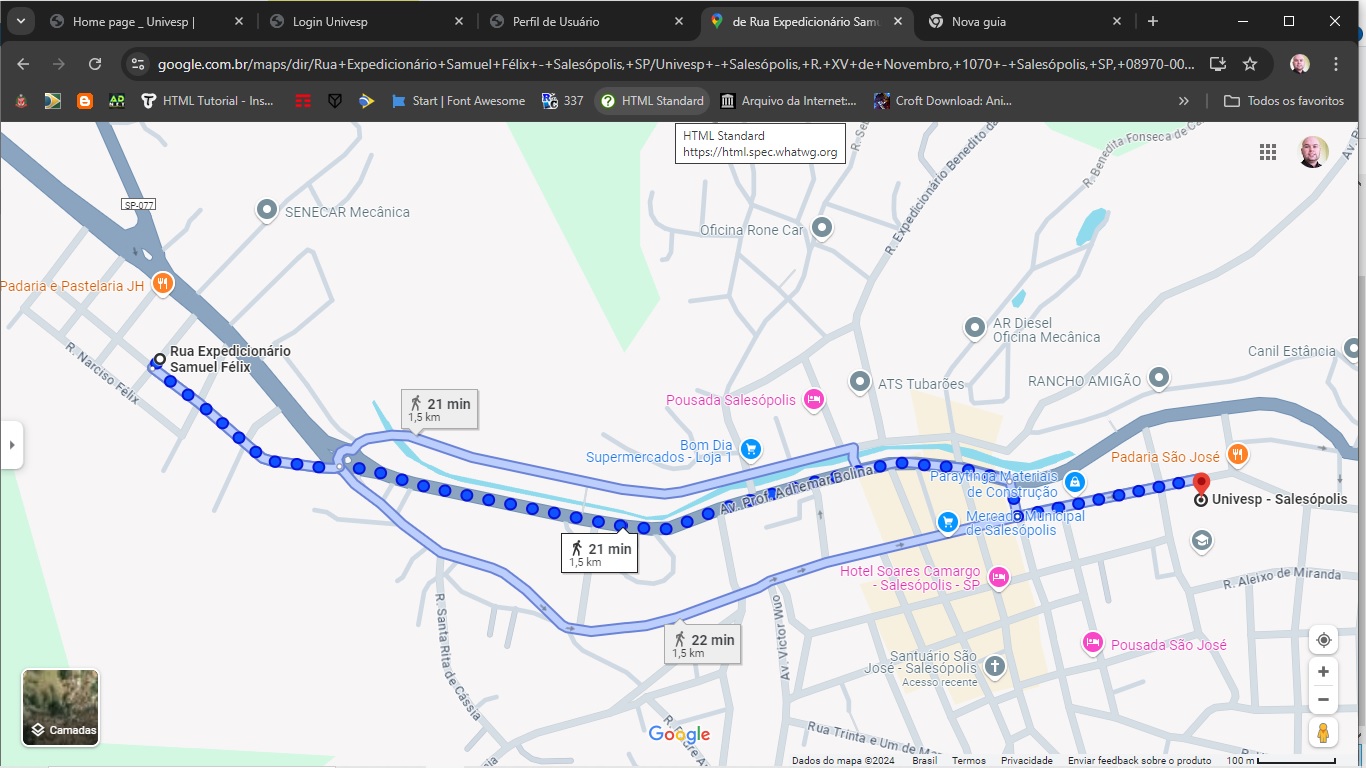 Home page _ Univesp |
Login Univesp
Perfil de Usuário
de Rua Expedicionário Samu
Nova guia
google.com.br/maps/dir/Rua+Expedicionário+Samuel+Félix+-+Salesópolis,+SP/Univesp+-+Salesópolis,+R.+XV+de+Novembro,+1070+-+Salesópolis,+SP,+08970-00...
HTML Tutorial - Ins...
Start | Font Awesome
337
HTML Standard
Arquivo da Internet:...
Croft Download: Ani...
Todos os favoritos
HTML Standard
https://html.spec.whatwg.org
SP-077
SENECAR Mecânica
Oficina Rone Car
R. Expedicionário Benedito da
R. Benedita Fonseca de Ca
Padaria e Pastelaria JH
AR Diesel
Oficina Mecânica
Rua Expedicionário
Samuel Félix
R. Narciso Félix
Canil Estância
RANCHO AMIGÃO
ATS Tubarões
Pousada Salesópolis
21 min
1,5 km
Bom Dia
Supermercados - Loja 1
Padaria São José
Paraytinga Materiais
de Construção
Av. Prof. Adhemar Bolina
Univesp - Salesópolis
Mercado Municipal
de Salesópolis
21 min
1,5 km
Hotel Soares Camargo
- Salesópolis - SP
R. Aleixo de Miranda
R. Santa Rita de Cássia
Av. Victor Wuo
22 min
1,5 km
Pousada São José
Santuário São
José - Salesópolis
Acesso recente
Camadas
Google
Rua Trinta e Um de Ma
Dados do mapa ©2024
Brasil
Termos
Privacidade
Enviar feedback sobre o produto
100 m